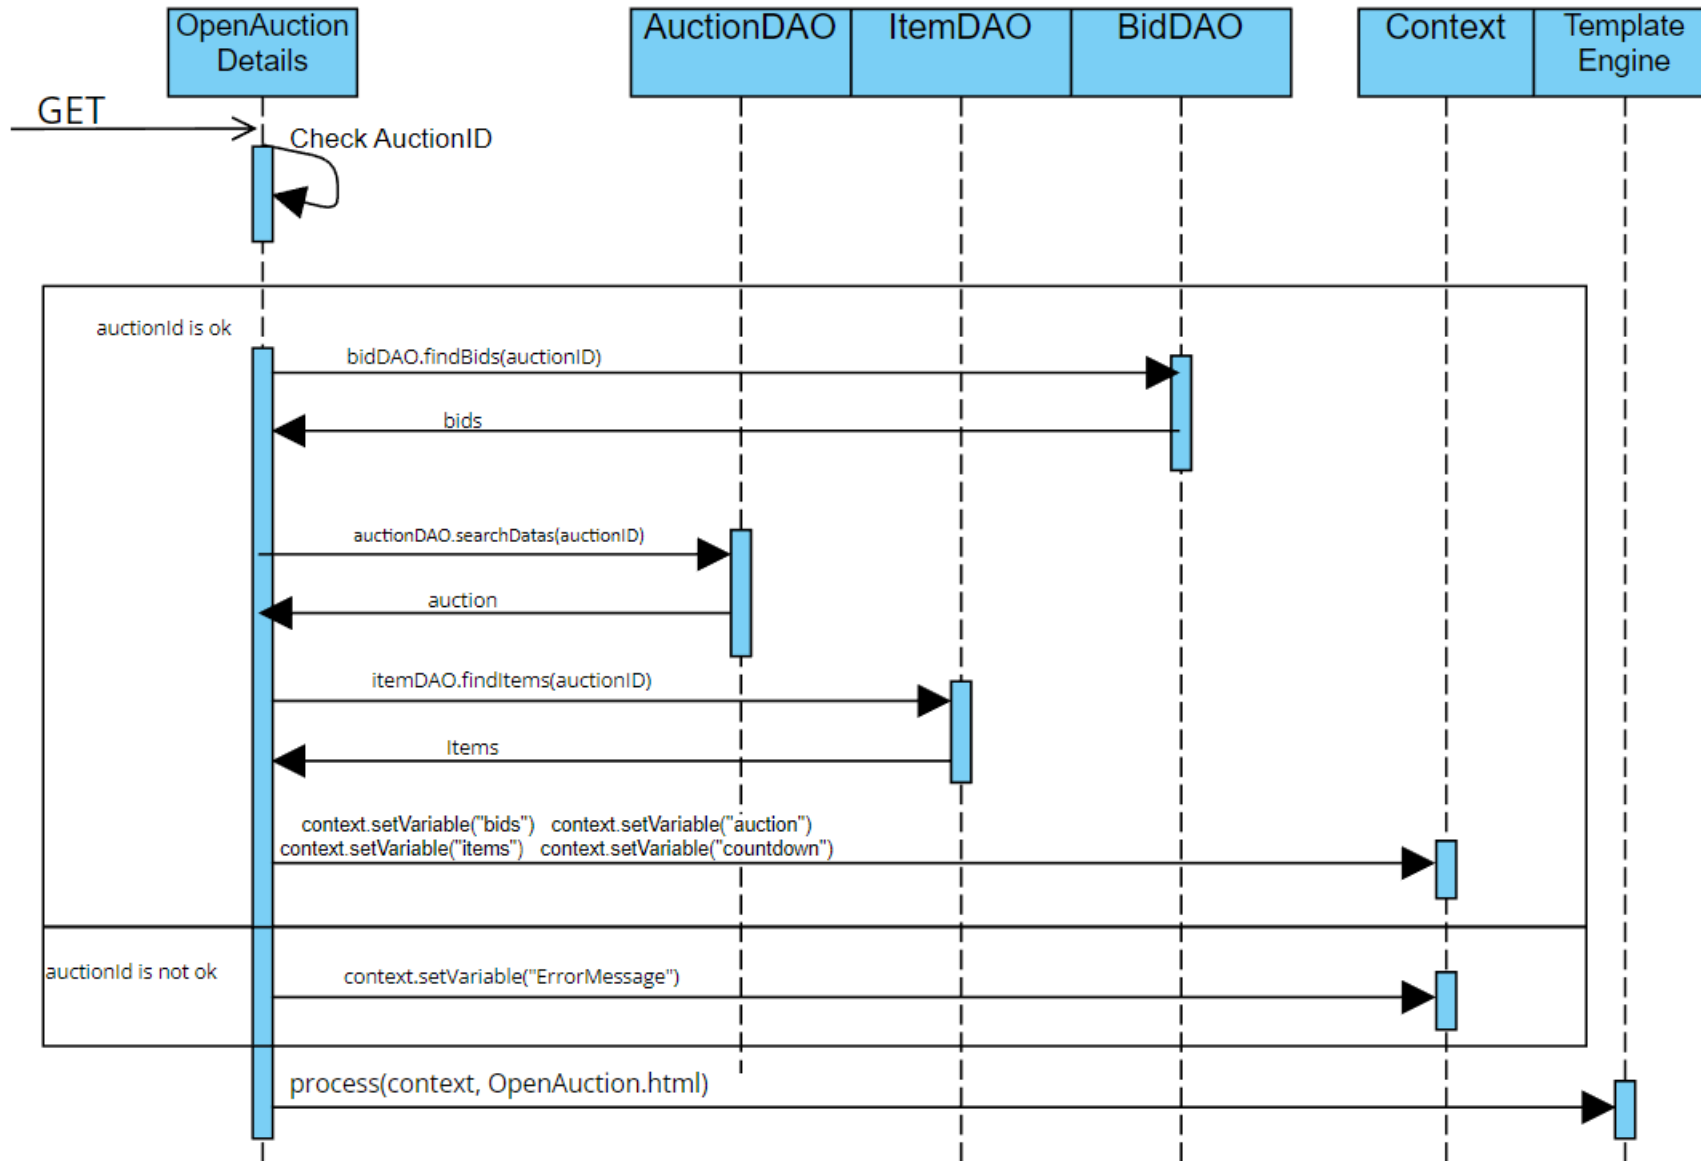 OpenAuction
Details
AuctionDAO
ItemDAO
BidDAO
Context
Template
Engine
GET
Check AuctionID
auctionId is ok
bidDAO.findBids(auctionID)
bids
auctionDAO.searchDatas(auctionID)
auction
itemDAO.findItems(auctionID)
Items
context.setVariable("bids") context.setVariable("auction")
context.setVariable("items") context.setVariable("countdown")
auctionId is not ok
context.setVariable("ErrorMessage")
process(context, OpenAuction.html)